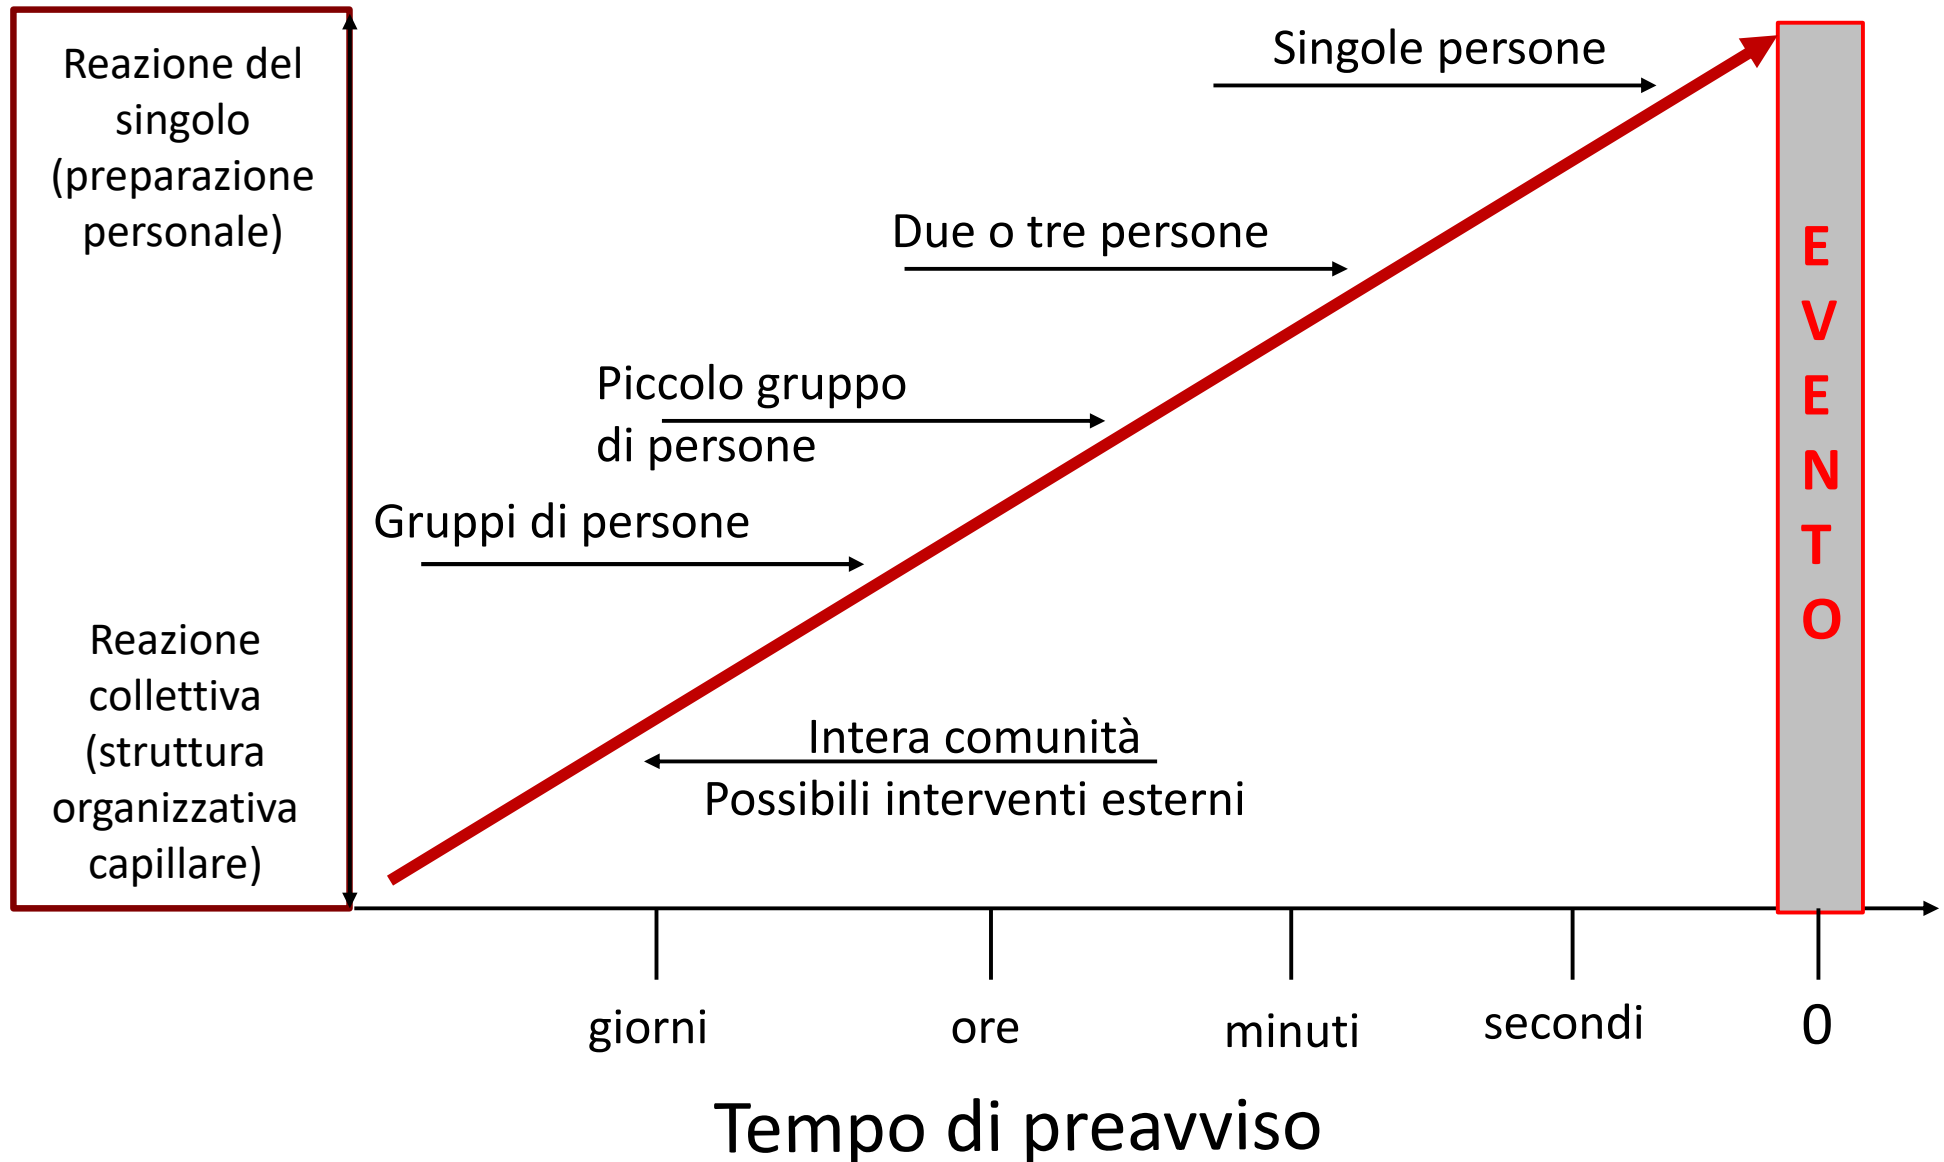 Reazione del
singolo
(preparazione
personale)
Reazione
collettiva
(struttura
organizzativa
capillare)
Singole persone
Due o tre persone
Piccolo gruppo
di persone
Gruppi di persone
Intera comunità
Possibili interventi esterni
E
V
E
N
T
O
giorni
ore
minuti
secondi
0
Tempo di preavviso